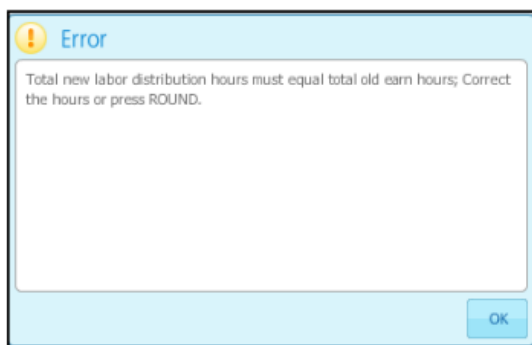 Error
Total new labor distribution hours must equal total old earn hours; Correct
the hours or press ROUND.
OK